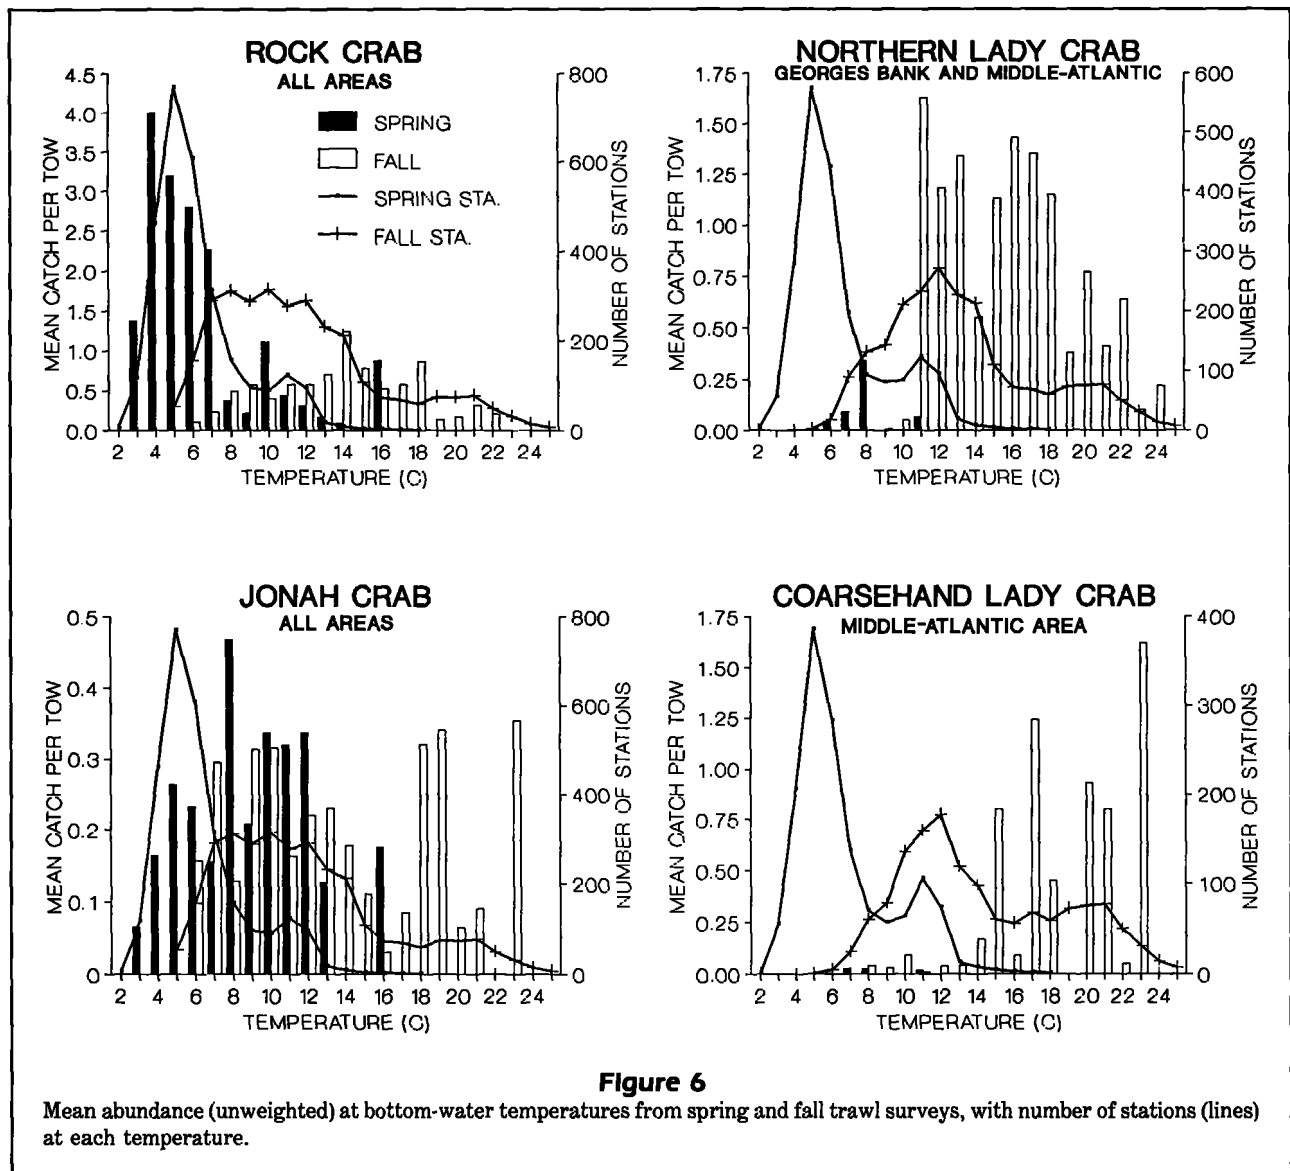 ROCK CRAB
ALL AREAS
MEAN CATCH PER TOW
4.5
4.0
3.5
3.0
2.5
2.0
1.5
1.0
0.5
0.0
SPRING
FALL
SPRING STA.
FALL STA.
800
600
400
200
0
NUMBER OF STATIONS
2 4 6 8 10 12 14 16 18 20 22 24
TEMPERATURE (C)
NORTHERN LADY CRAB
GEORGES BANK AND MIDDLE-ATLANTIC
MEAN CATCH PER TOW
1.75
1.50
1.25
1.00
0.75
0.50
0.25
0.00
600
500
400
300
200
100
0
NUMBER OF STATIONS
2 4 6 8 10 12 14 16 18 20 22 24
TEMPERATURE (C)
JONAH CRAB
ALL AREAS
MEAN CATCH PER TOW
0.5
0.4
0.3
0.2
0.1
0
800
600
400
200
0
NUMBER OF STATIONS
2 4 6 8 10 12 14 16 18 20 22 24
TEMPERATURE (C)
COARSEHAND LADY CRAB
MIDDLE-ATLANTIC AREA
MEAN CATCH PER TOW
1.75
1.50
1.25
1.00
0.75
0.50
0.25
0.00
400
300
200
100
0
NUMBER OF STATIONS
2 4 6 8 10 12 14 16 18 20 22 24
TEMPERATURE (C)
Figure 6
Mean abundance (unweighted) at bottom-water temperatures from spring and fall trawl surveys, with number of stations (lines)
at each temperature.